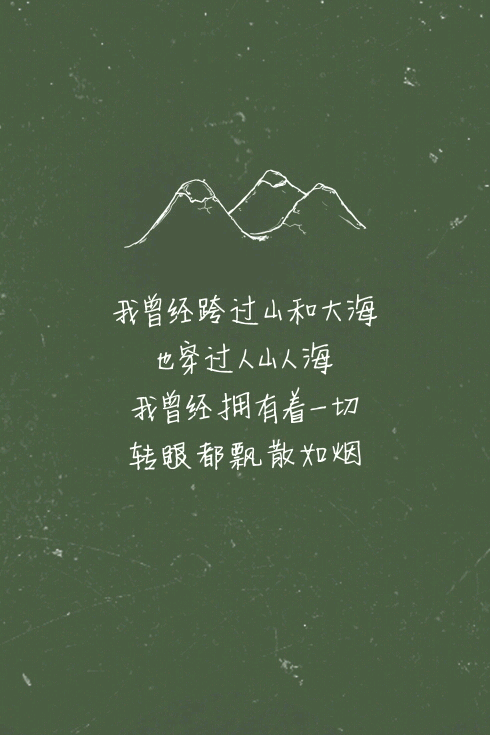 我曾经跨过山和大海
也穿过人山人海
我曾经拥有着一切
转眼都飘散如烟